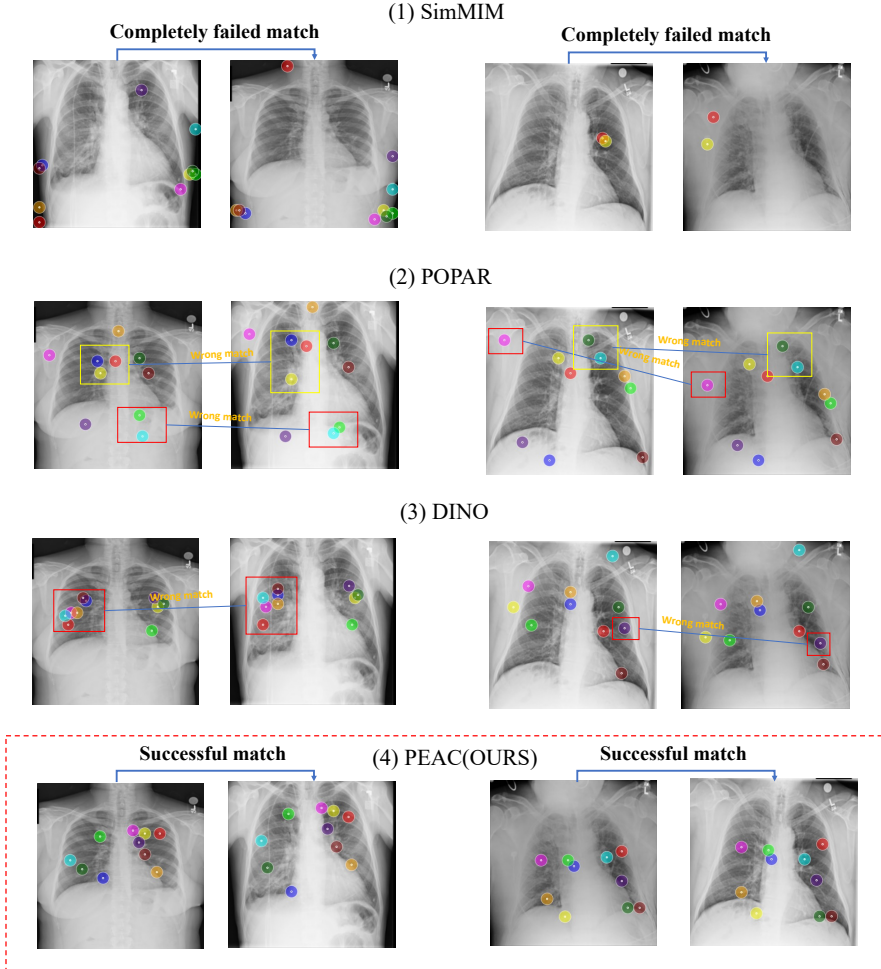 (1) SimMIM
Completely failed match
Completely failed match
(2) POPAR
Wrong match
Wrong match
Wrong match
Wrong match
(3) DINO
Wrong match
Wrong match
(4) PEAC(OURS)
Successful match
Successful match